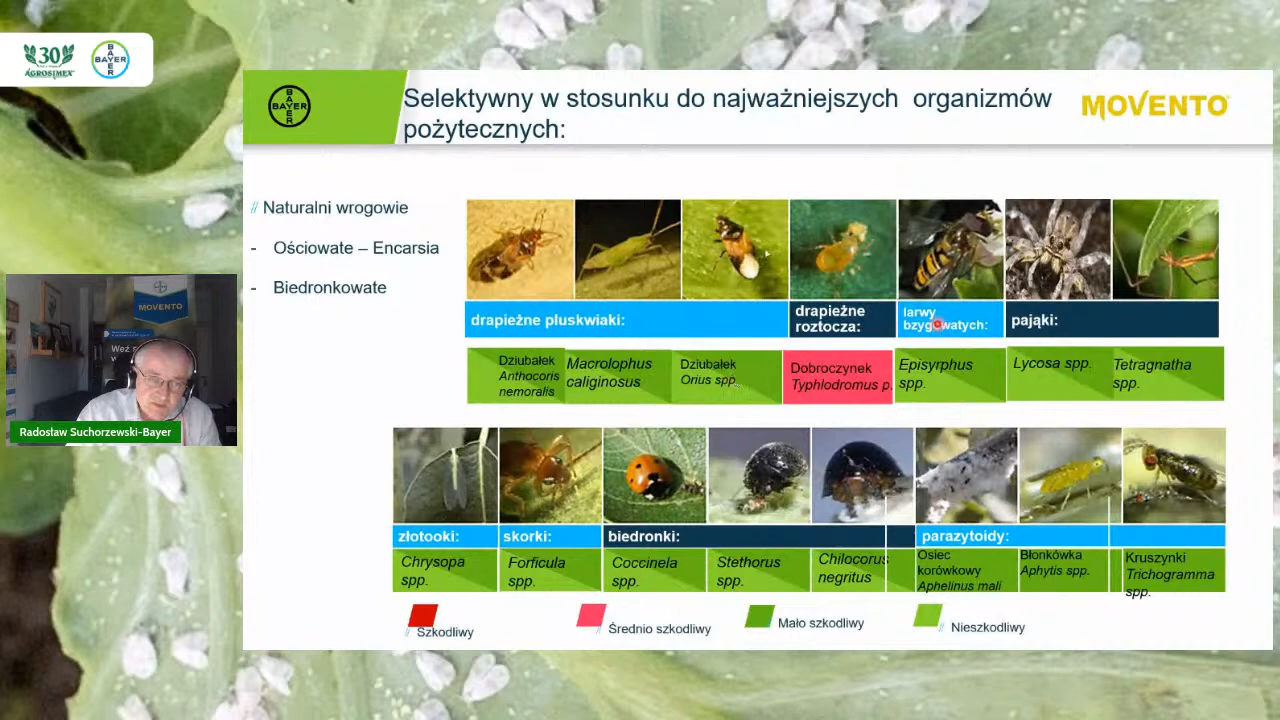 30
AGROSIMEX
BAYER
BAYER
Selektywny w stosunku do najważniejszych organizmów
pożytecznych:
MOVENTO
// Naturalni wrogowie
- Ościowate – Encarsia
- Biedronkowate
drapieżne pluskwiaki:
drapieżne
roztocza:
larwy
bzygowatych:
pająki:
Dziubałek
Anthocoris
nemoralis
Macrolophus
caliginosus
Dziubałek
Orius spp.
Dobroczynek
Typhlodromus p.
Episyrphus
spp.
Lycosa spp.
Tetragnatha
spp.
MOVENTO
Radosław Suchorzewski-Bayer
złotooki:
skorki:
biedronki:
parazytoidy:
Chrysopa
spp.
Forficula
spp.
Coccinela
spp.
Stethorus
spp.
Chilocorus
negritus
Osiec
korówkowy
Aphelinus mali
Błonkówka
Aphytis spp.
Kruszynki
Trichogramma
spp.
// Szkodliwy
// Średnio szkodliwy
// Mało szkodliwy
// Nieszkodliwy